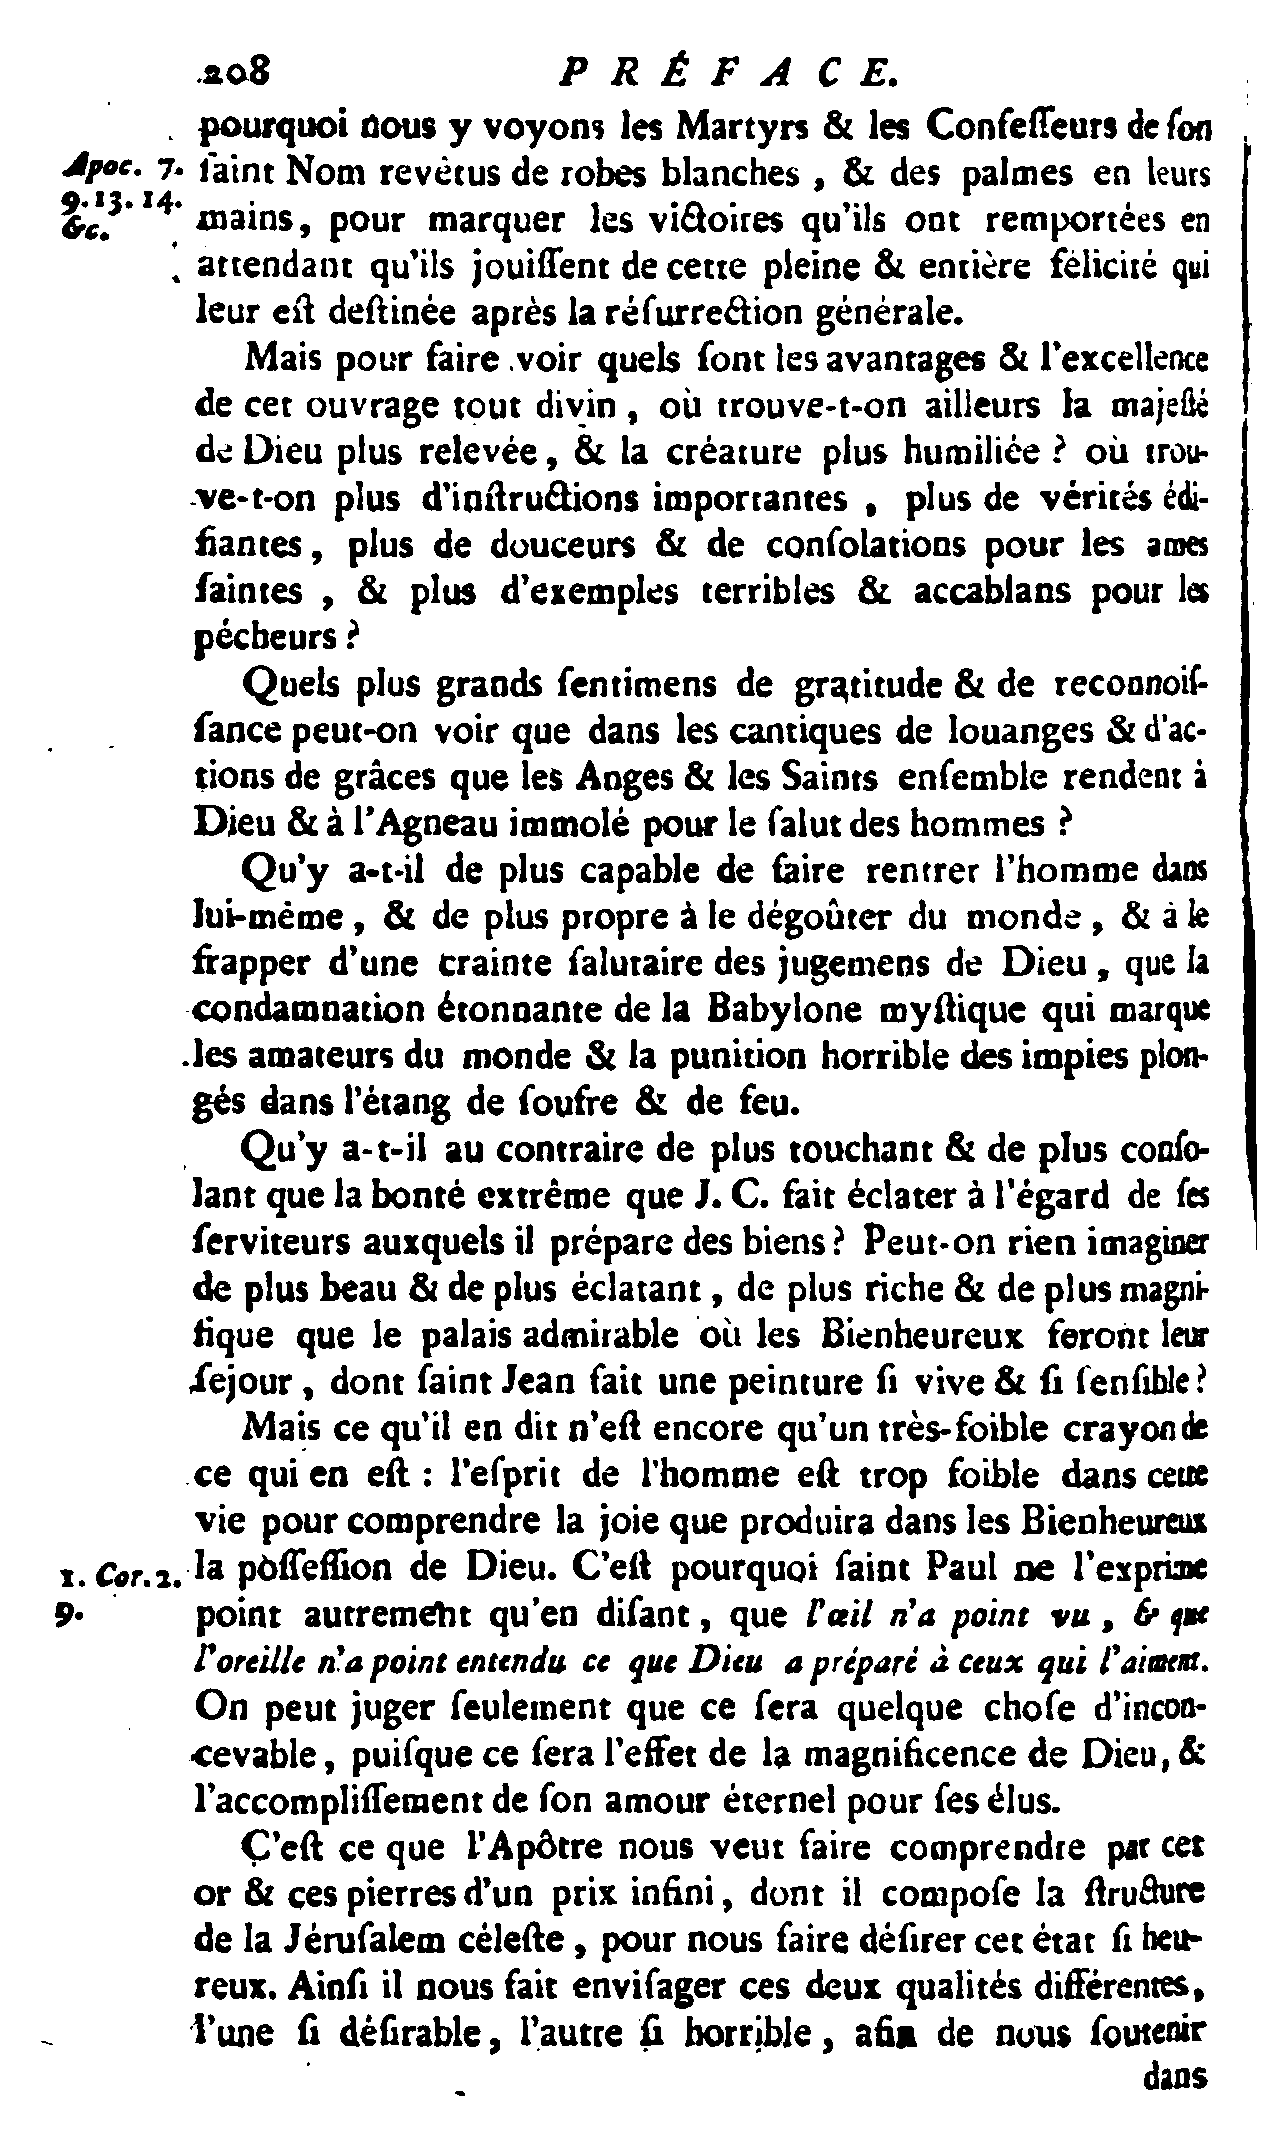 208 PRÉFACE.
pourquoi nous y voyons les Martyrs & les Confeſſeurs de ſon
Apoc. 7. ſaint Nom revêtus de robes blanches, & des palmes en leurs
9. 13. 14. mains, pour marquer les victoires qu'ils ont remportées en
&c.
attendant qu'ils jouiſſent de cette pleine & entière félicité qui
leur eſt deſtinée après la réſurrection générale.
Mais pour faire voir quels ſont les avantages & l'excellence
de cet ouvrage tout divin, où trouve-t-on ailleurs la majeſté
de Dieu plus relevée, & la créature plus humiliée ? où trou-
ve-t-on plus d'inſtructions importantes, plus de vérités édi-
fiantes, plus de douceurs & de conſolations pour les ames
ſaintes, & plus d'exemples terribles & accablans pour les
pécheurs ?
Quels plus grands ſentimens de gratitude & de reconnoiſ-
ſance peut-on voir que dans les cantiques de louanges & d'ac-
tions de grâces que les Anges & les Saints enſemble rendent à
Dieu & à l'Agneau immolé pour le ſalut des hommes ?
Qu'y a-t-il de plus capable de faire rentrer l'homme dans
lui-même, & de plus propre à le dégoûter du monde, & à le
frapper d'une crainte ſalutaire des jugemens de Dieu, que la
condamnation étonnante de la Babylone myſtique qui marque
les amateurs du monde & la punition horrible des impies plon-
gés dans l'étang de ſoufre & de feu.
Qu'y a-t-il au contraire de plus touchant & de plus conſo-
lant que la bonté extrême que J. C. fait éclater à l'égard de ſes
ſerviteurs auxquels il prépare des biens ? Peut-on rien imaginer
de plus beau & de plus éclatant, de plus riche & de plus magni-
fique que le palais admirable où les Bienheureux feront leur
ſejour, dont ſaint Jean fait une peinture ſi vive & ſi ſenſible ?
Mais ce qu'il en dit n'eſt encore qu'un très-foible crayon de
ce qui en eſt : l'eſprit de l'homme eſt trop foible dans cette
vie pour comprendre la joie que produira dans les Bienheureux
1. Cor. 2. la poſſeſſion de Dieu. C'eſt pourquoi ſaint Paul ne l'exprime
9. point autrement qu'en diſant, que l'œil n'a point vu, & que
l'oreille n'a point entendu ce que Dieu a préparé à ceux qui l'aiment.
On peut juger ſeulement que ce ſera quelque choſe d'incon-
cevable, puiſque ce ſera l'effet de la magnificence de Dieu, &
l'accompliſſement de ſon amour éternel pour ſes élus.
C'eſt ce que l'Apôtre nous veut faire comprendre par cet
or & ces pierres d'un prix infini, dont il compoſe la ſtructure
de la Jéruſalem céleſte, pour nous faire déſirer cet état ſi heu-
reux. Ainſi il nous fait enviſager ces deux qualités différentes,
l'une ſi déſirable, l'autre ſi horrible, afin de nous ſoutenir
dans